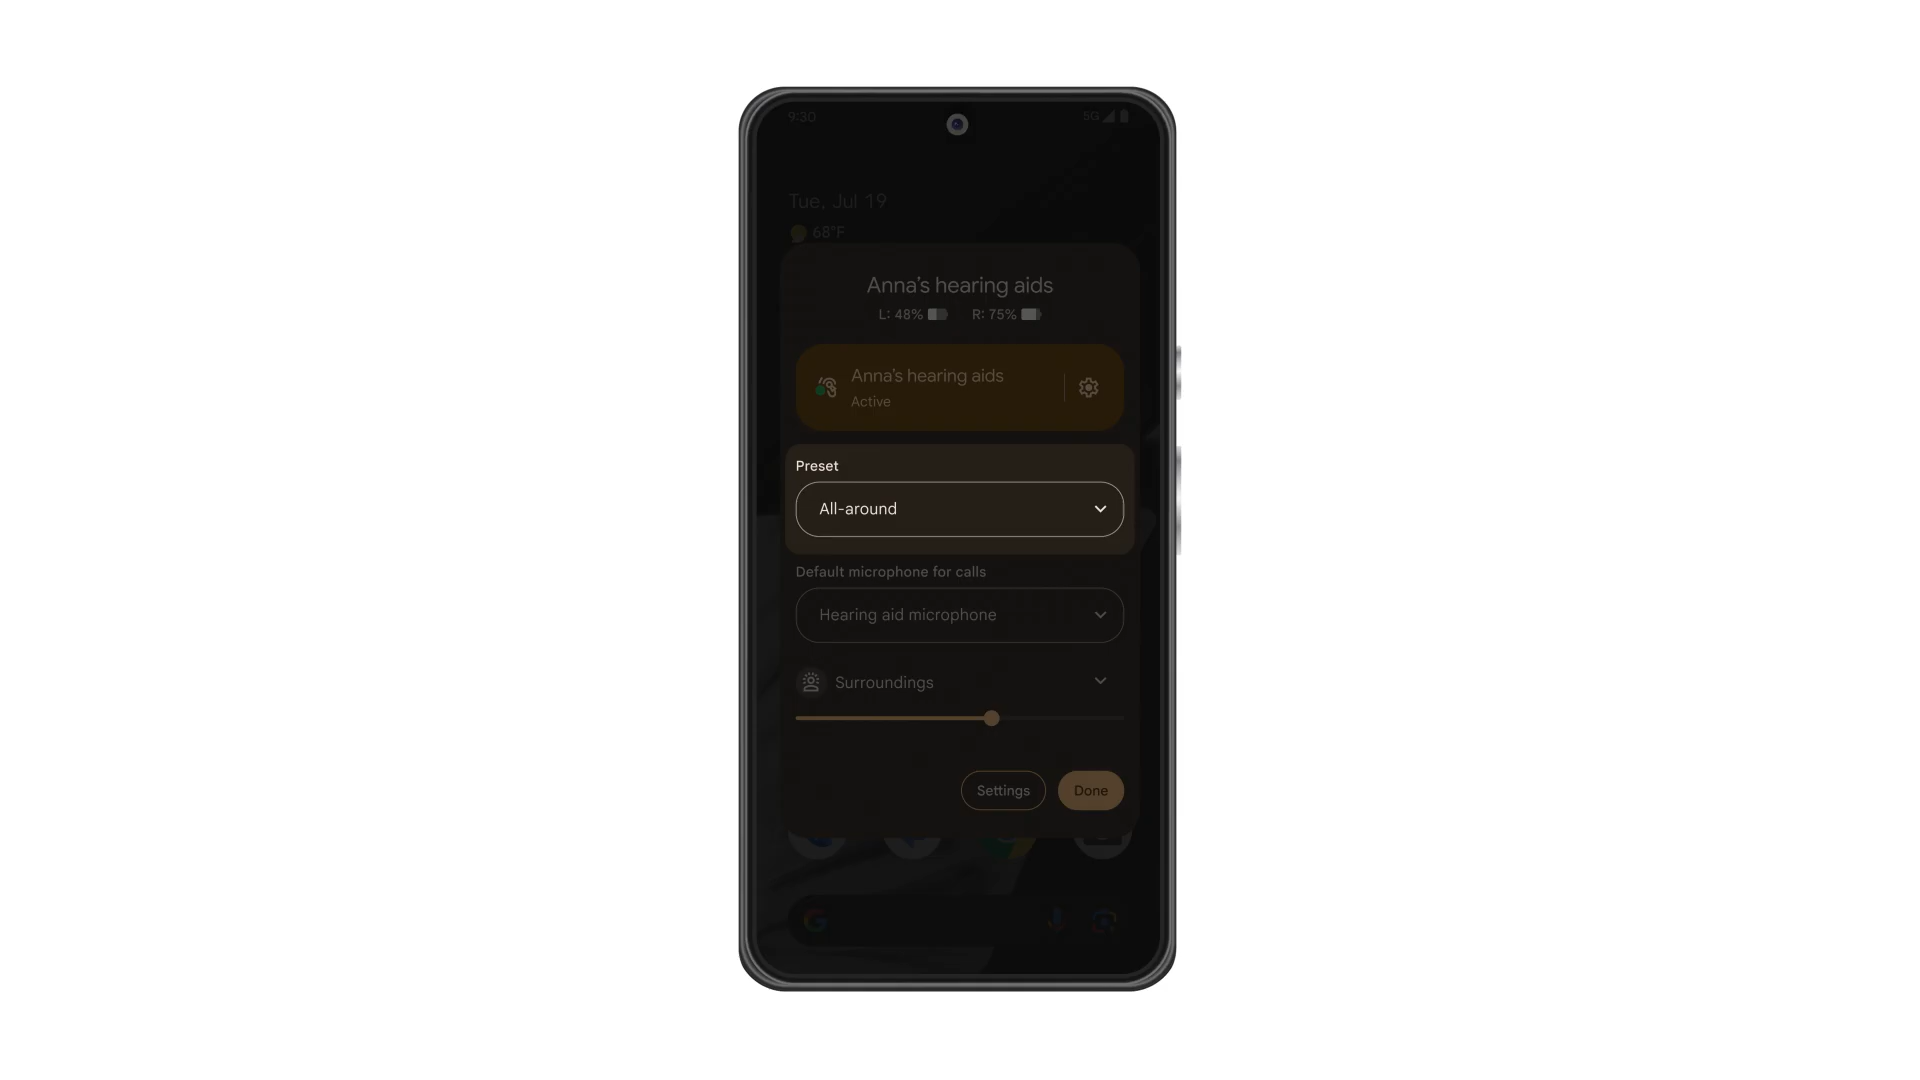 9:30
5G
Tue, Jul 19
68°F
Anna’s hearing aids
L: 48% R: 75%
Anna’s hearing aids
Active
Preset
All-around
Default microphone for calls
Hearing aid microphone
Surroundings
Settings Done